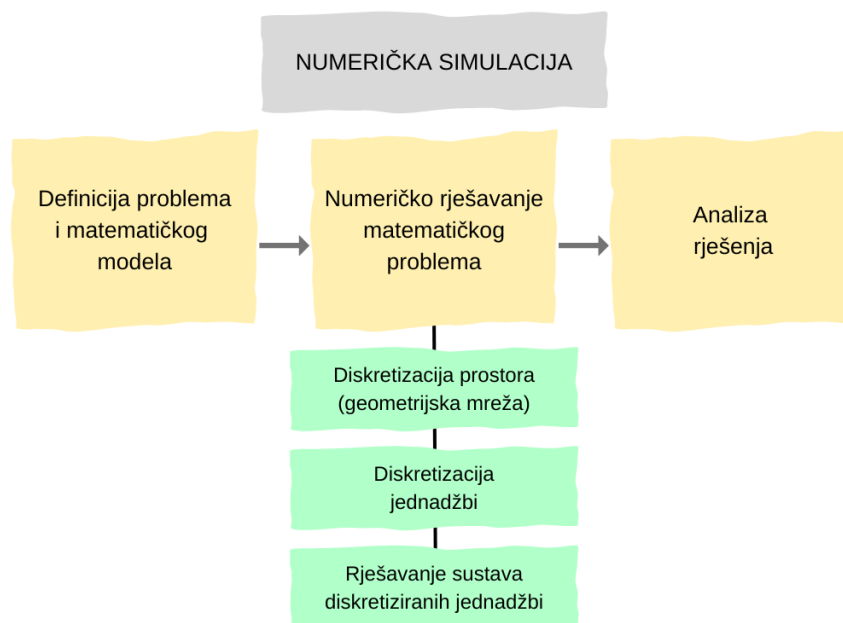 NUMERIČKA SIMULACIJA
Definicija problema
i matematičkog
modela
Numeričko rješavanje
matematičkog
problema
Analiza
rješenja
Diskretizacija prostora
(geometrijska mreža)
Diskretizacija
jednadžbi
Rješavanje sustava
diskretiziranih jednadžbi